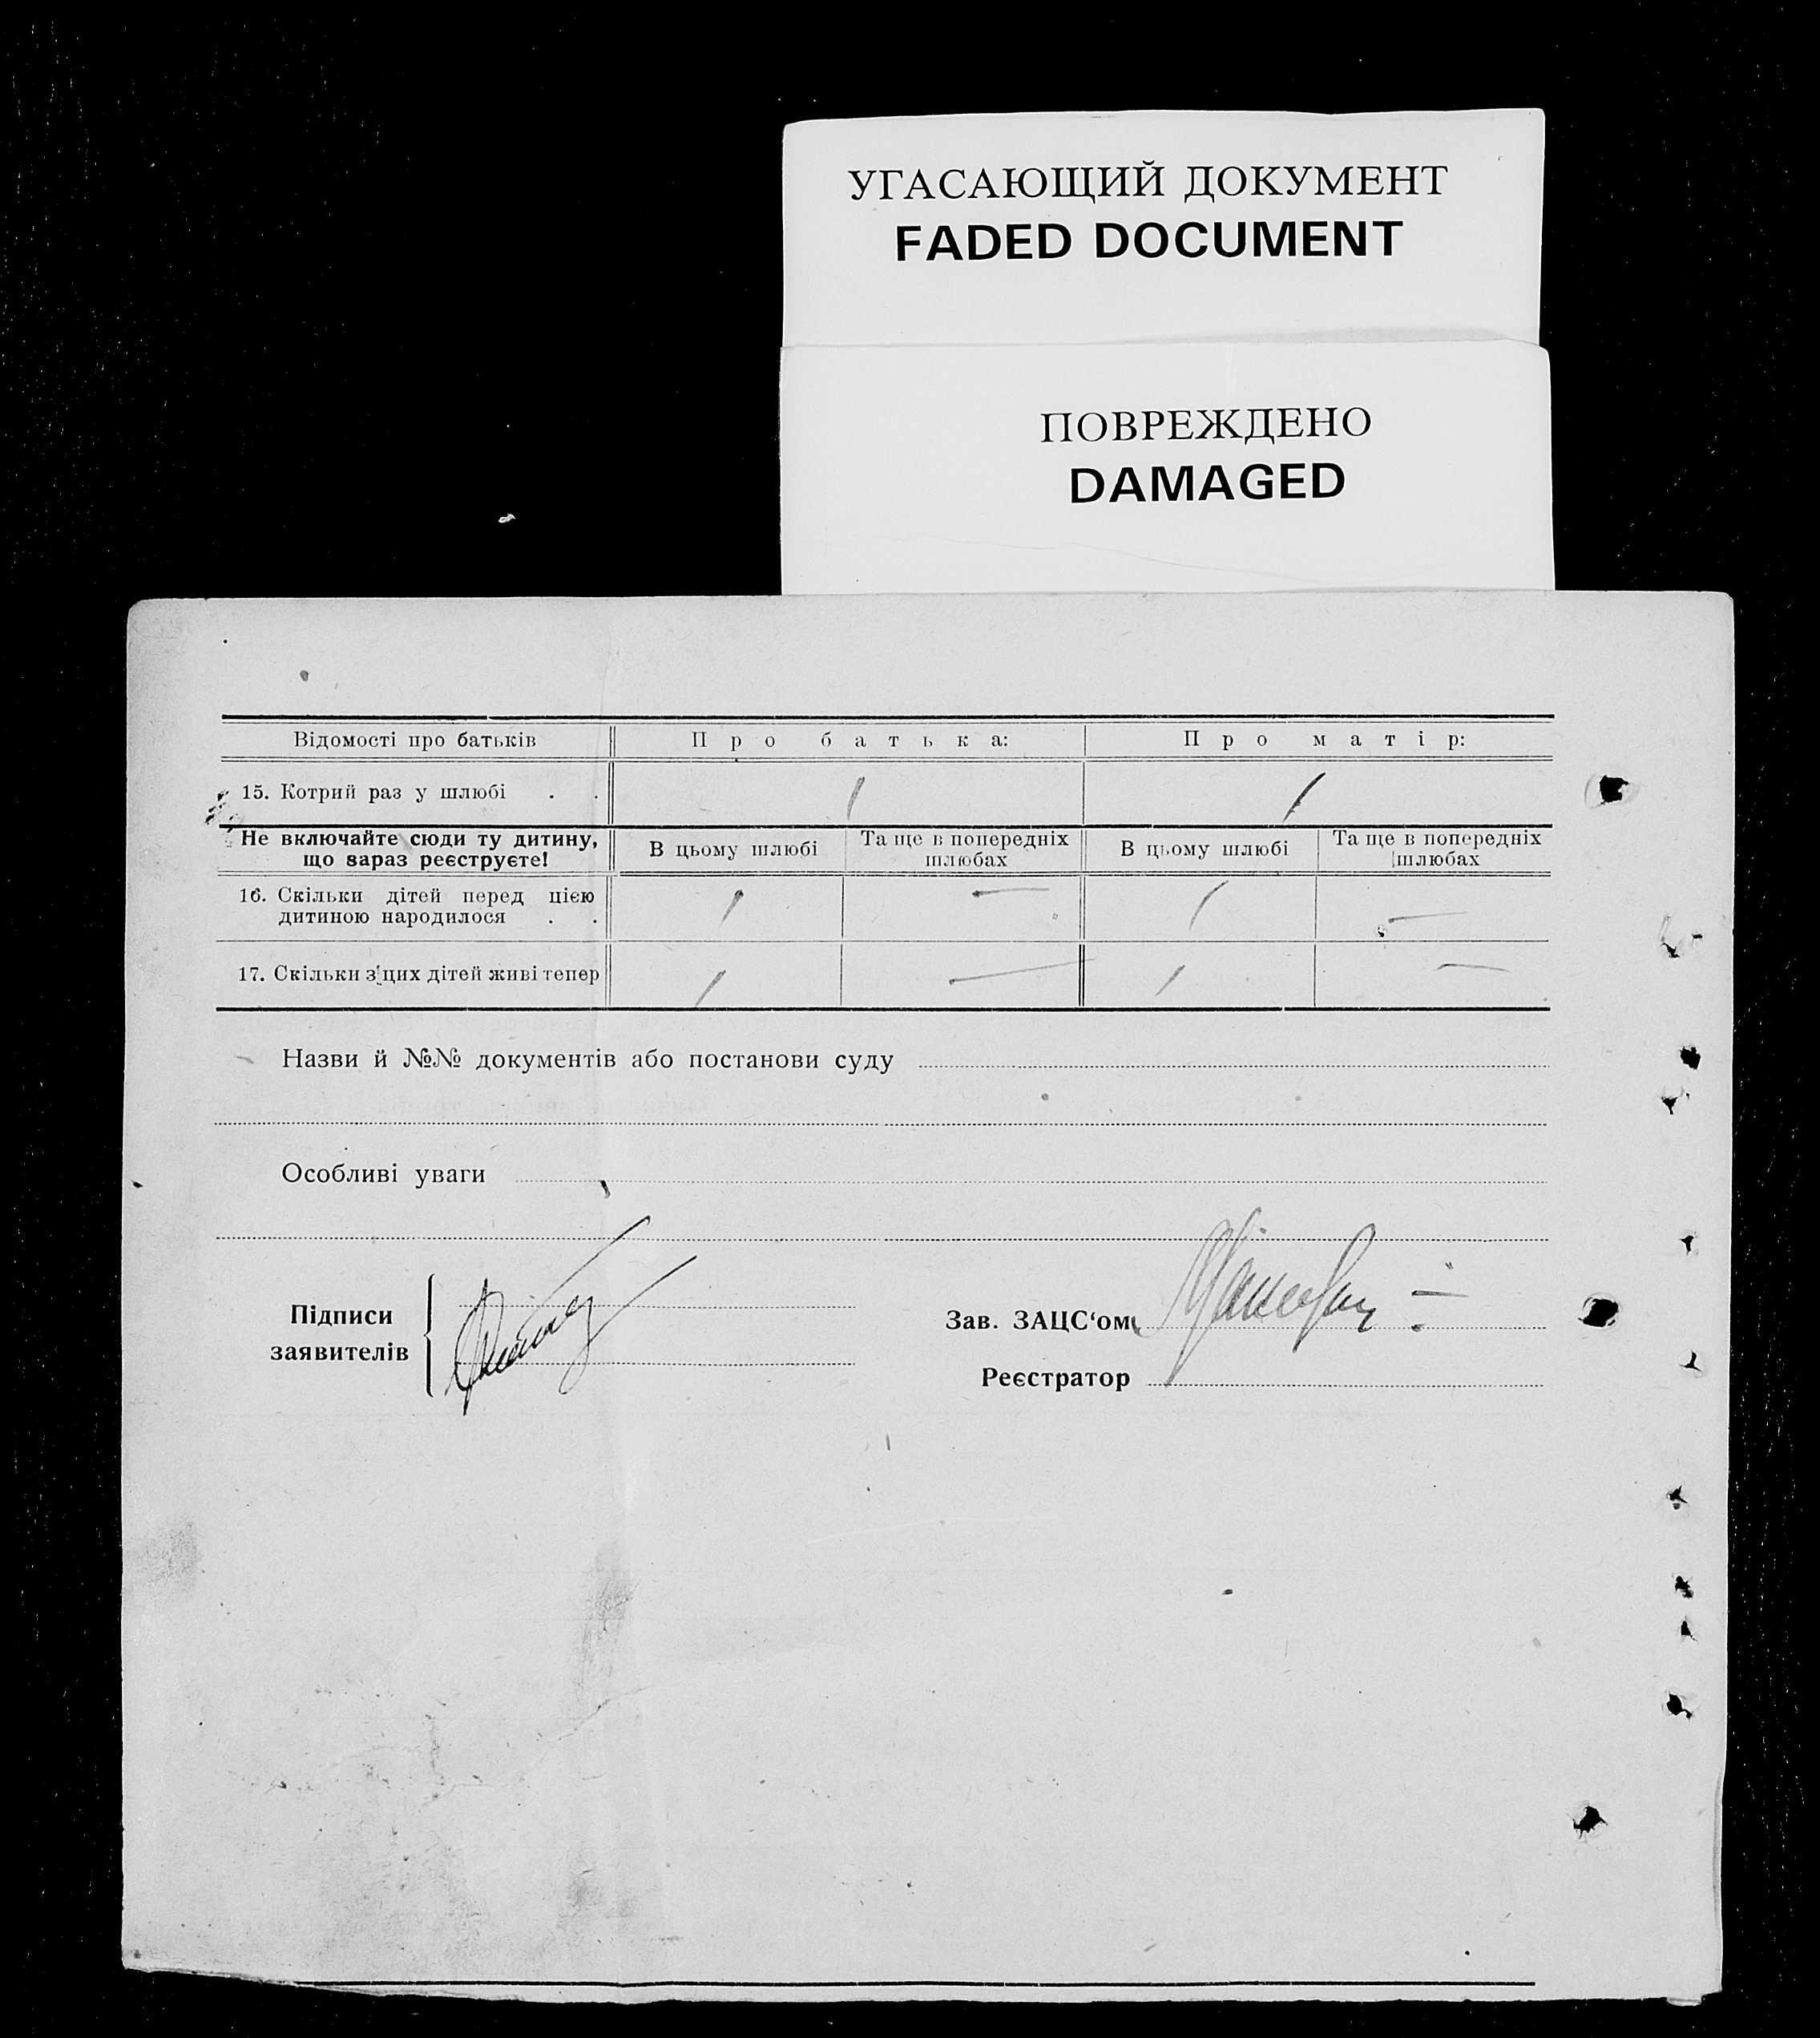 УГАСАЮЩИЙ ДОКУМЕНТ
FADED DOCUMENT
ПОВРЕЖДЕНО
DAMAGED
Відомості про батьків Про батька: Про матір:
15. Котрий раз у шлюбі . . 1 1
Не включайте сюди ту дитину, що зараз реєструєте! В цьому шлюбі Та ще в попередніх шлюбах В цьому шлюбі Та ще в попередніх шлюбах
16. Скільки дітей перед цією
дитиною народилося . . 1 — 1 —
17. Скільки з цих дітей живі тепер 1 — 1 —
Назви й №№ документів або постанови суду
Особливі уваги
Підписи
заявителів
Зав. ЗАЦС‘ом
Реєстратор